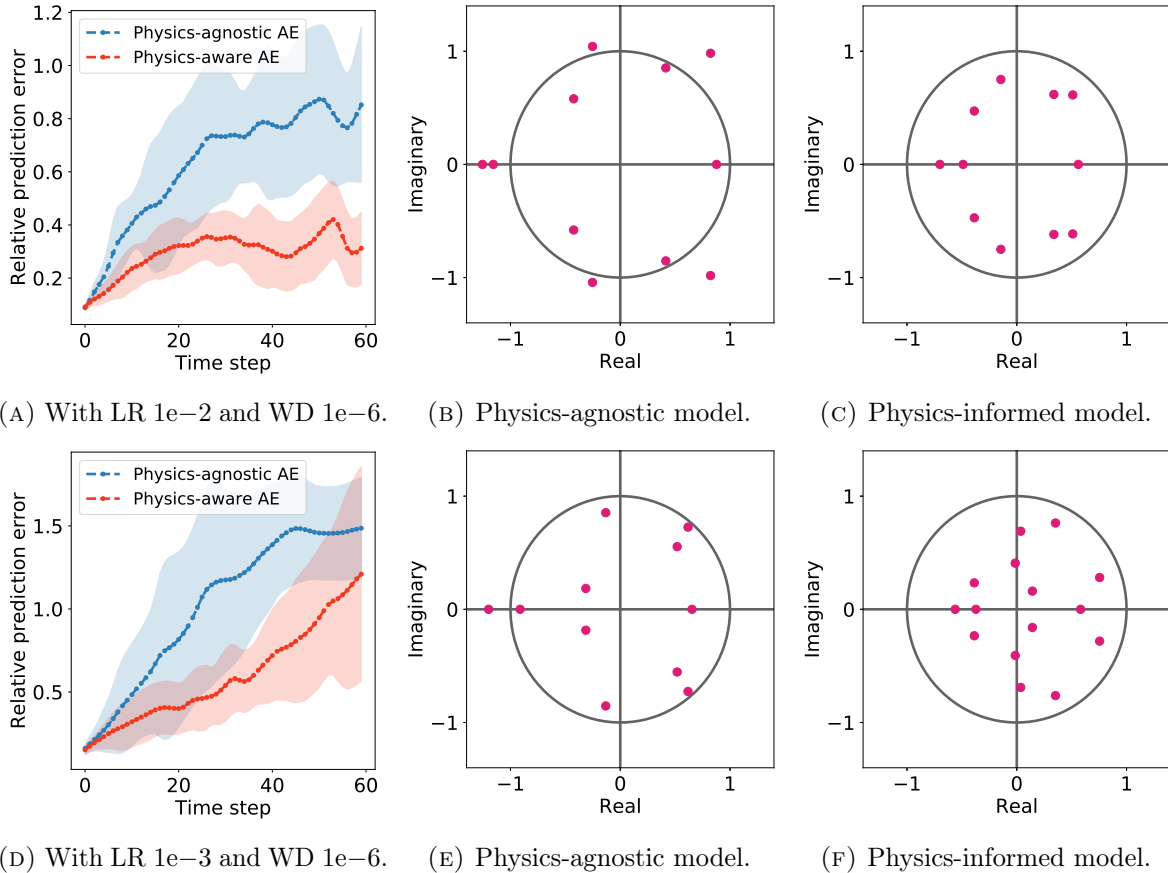 Relative prediction error
1.2
1.0
0.8
0.6
0.4
0.2
Physics-agnostic AE
Physics-aware AE
0 20 40 60
Time step
Imaginary
1
0
−1
−1 0 1
Real
Imaginary
1
0
−1
−1 0 1
Real
(A) With LR 1e−2 and WD 1e−6.
(B) Physics-agnostic model.
(C) Physics-informed model.
Relative prediction error
1.5
1.0
0.5
Physics-agnostic AE
Physics-aware AE
0 20 40 60
Time step
Imaginary
1
0
−1
−1 0 1
Real
Imaginary
1
0
−1
−1 0 1
Real
(D) With LR 1e−3 and WD 1e−6.
(E) Physics-agnostic model.
(F) Physics-informed model.